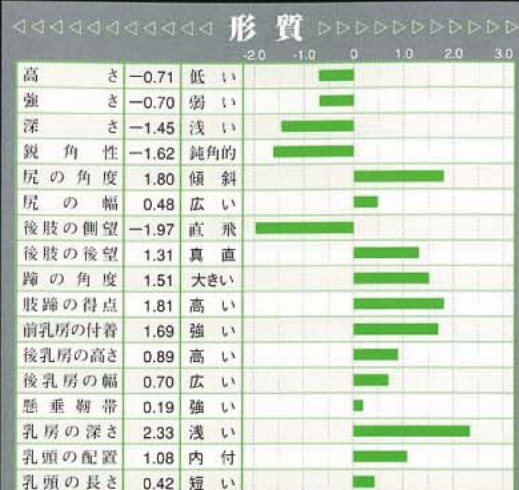 形質
-2.0 -1.0 0 1.0 2.0 3.0
高さ −0.71 低い
強さ −0.70 弱い
深さ −1.45 浅い
鋭角性 −1.62 鈍角的
尻の角度 1.80 傾斜
尻の幅 0.48 広い
後肢の側望 −1.97 直飛
後肢の後望 1.31 真直
蹄の角度 1.51 大きい
肢蹄の得点 1.81 高い
前乳房の付着 1.69 強い
後乳房の高さ 0.89 高い
後乳房の幅 0.70 広い
懸垂靭帯 0.19 強い
乳房の深さ 2.33 浅い
乳頭の配置 1.08 内付
乳頭の長さ 0.42 短い